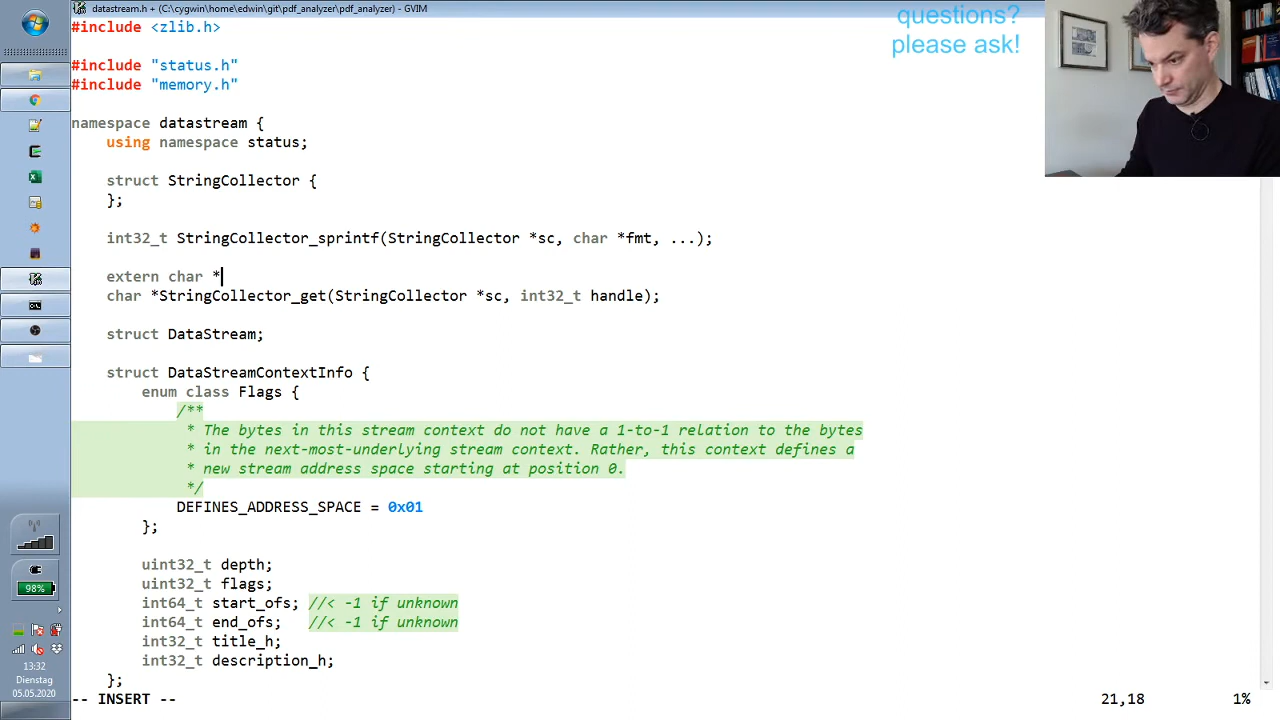 datastream.h + (C:\cygwin\home\edwin\git\pdf_analyzer\pdf_analyzer) - GVIM
questions?
please ask!
#include <zlib.h>
#include "status.h"
#include "memory.h"
namespace datastream {
using namespace status;
struct StringCollector {
};
int32_t StringCollector_sprintf(StringCollector *sc, char *fmt, ...);
extern char *
char *StringCollector_get(StringCollector *sc, int32_t handle);
struct DataStream;
struct DataStreamContextInfo {
enum class Flags {
/**
* The bytes in this stream context do not have a 1-to-1 relation to the bytes
* in the next-most-underlying stream context. Rather, this context defines a
* new stream address space starting at position 0.
*/
DEFINES_ADDRESS_SPACE = 0x01
};
uint32_t depth;
uint32_t flags;
int64_t start_ofs; //< -1 if unknown
int64_t end_ofs; //< -1 if unknown
int32_t title_h;
int32_t description_h;
};
-- INSERT --
21,18
1%
98%
13:32
Dienstag
05.05.2020